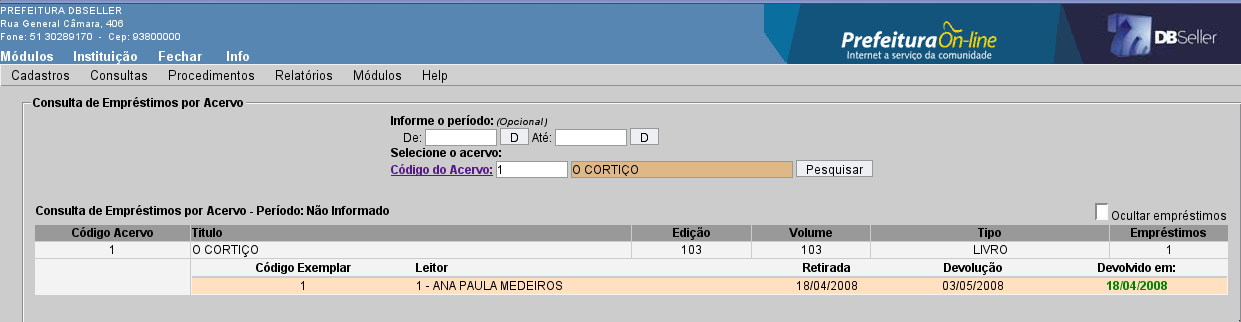 PREFEITURA DBSELLER
Rua General Câmara, 406
Fone: 51 30289170 - Cep: 93800000
PrefeituraOn-line
Internet a serviço da comunidade
DBSeller
Módulos Instituição Fechar Info
Cadastros Consultas Procedimentos Relatórios Módulos Help
Consulta de Empréstimos por Acervo
Informe o período: (Opcional)
De: D Até: D
Selecione o acervo:
Código do Acervo: 1 O CORTIÇO Pesquisar
Consulta de Empréstimos por Acervo - Período: Não Informado Ocultar empréstimos
Código Acervo Título Edição Volume Tipo Empréstimos
1 O CORTIÇO 103 103 LIVRO 1
Código Exemplar Leitor Retirada Devolução Devolvido em:
1 1 - ANA PAULA MEDEIROS 18/04/2008 03/05/2008 18/04/2008